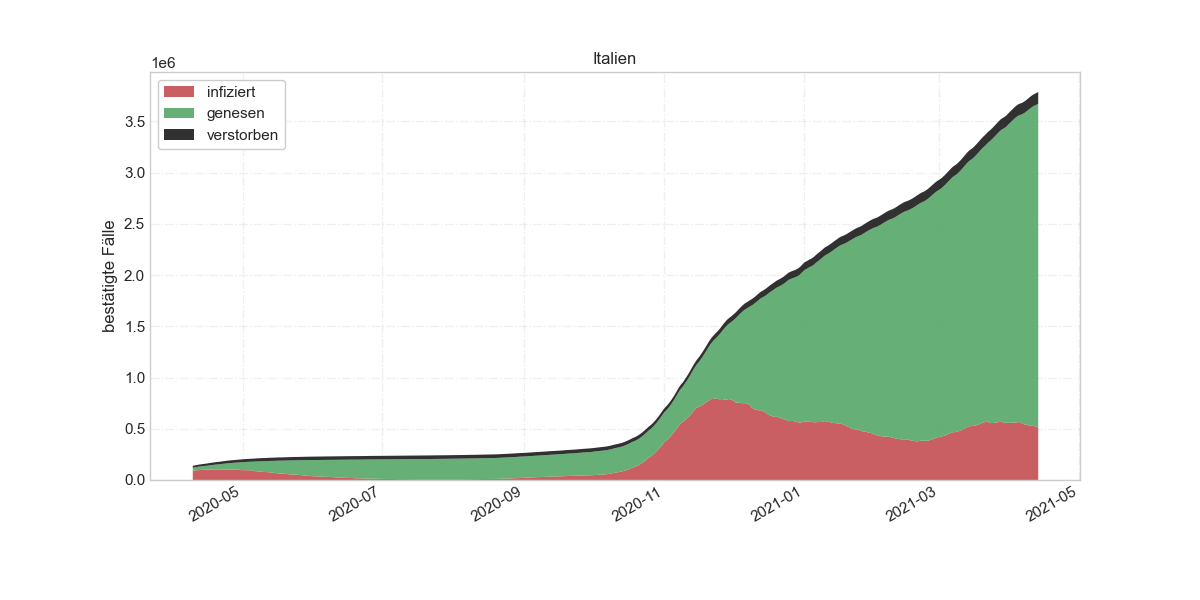 Italien
1e6
infiziert
genesen
verstorben
bestätigte Fälle
3.5
3.0
2.5
2.0
1.5
1.0
0.5
0.0
2020-05
2020-07
2020-09
2020-11
2021-01
2021-03
2021-05